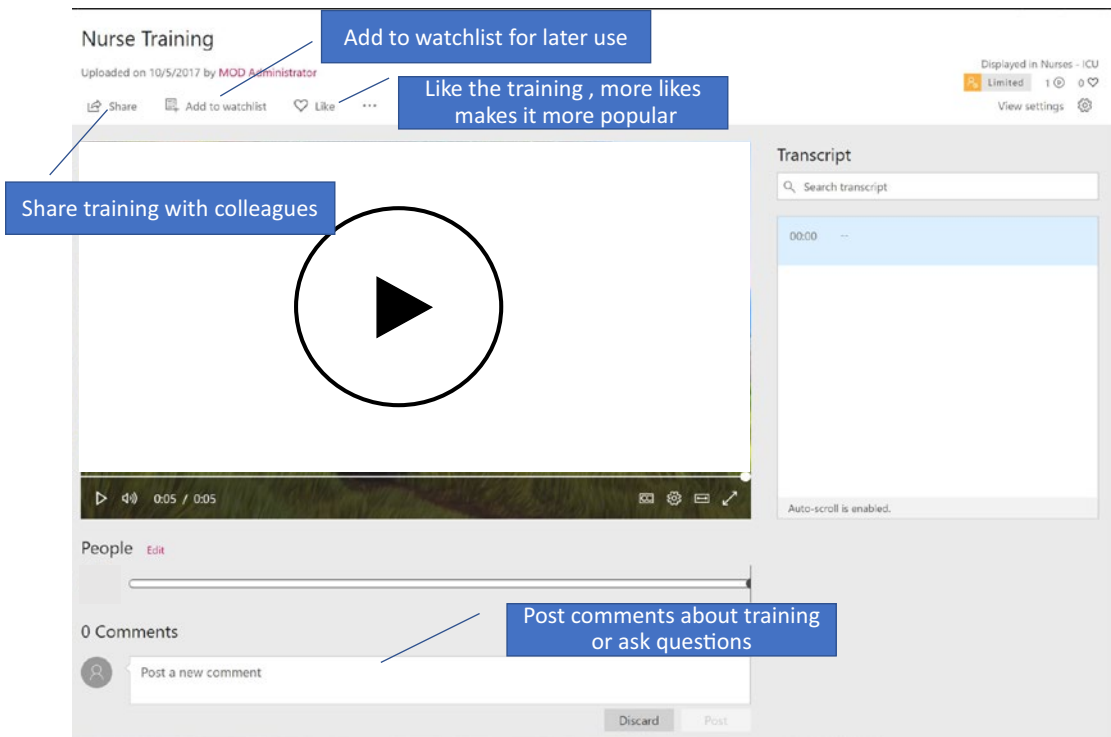 Nurse Training
Add to watchlist for later use
Uploaded on 10/5/2017 by MOD Administrator
Displayed in Nurses - ICU
Limited 1 0
Share Add to watchlist Like ...
Like the training , more likes
makes it more popular
View settings
Share training with colleagues
Transcript
Search transcript
00:00 --
0:05 / 0:05
Auto-scroll is enabled.
People Edit
Post comments about training
or ask questions
0 Comments
Post a new comment
Discard Post